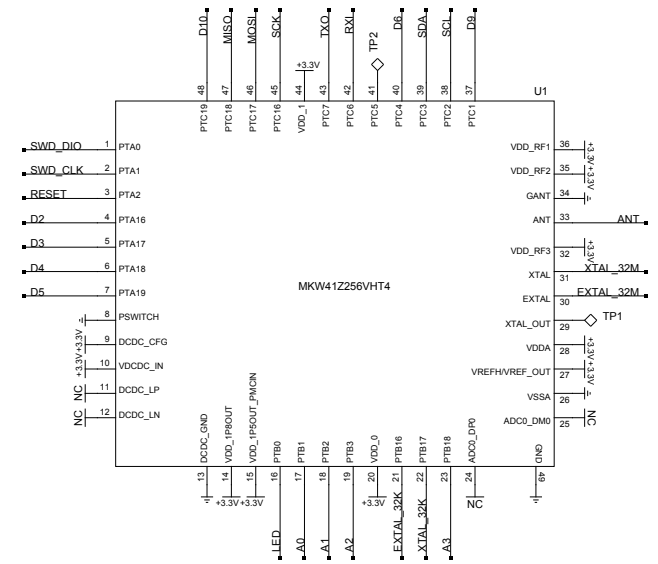 D10
MISO
MOSI
SCK
+3.3V
TXO
RXI
TP2
D6
SDA
SCL
D9
48
47
46
45
44
43
42
41
40
39
38
37
PTC19
PTC18
PTC17
PTC16
VDD_1
PTC7
PTC6
PTC5
PTC4
PTC3
PTC2
PTC1
U1
SWD_DIO 1 PTA0
SWD_CLK 2 PTA1
RESET 3 PTA2
D2 4 PTA16
D3 5 PTA17
D4 6 PTA18
D5 7 PTA19
8 PSWITCH
+3.3V 9 DCDC_CFG
+3.3V 10 VDCDC_IN
NC 11 DCDC_LP
NC 12 DCDC_LN
MKW41Z256VHT4
VDD_RF1 36 +3.3V
VDD_RF2 35 +3.3V
GANT 34
ANT 33 ANT
VDD_RF3 32 +3.3V
XTAL 31 XTAL_32M
EXTAL 30 EXTAL_32M
XTAL_OUT 29 TP1
VDDA 28 +3.3V
VREFH/VREF_OUT 27 +3.3V
VSSA 26
ADC0_DM0 25 NC
DCDC_GND
VDD_1P8OUT
VDD_1P5OUT_PMCIN
PTB0
PTB1
PTB2
PTB3
VDD_0
PTB16
PTB17
PTB18
ADC0_DP0
GND
13
14
15
16
17
18
19
20
21
22
23
24
49
+3.3V
+3.3V
LED
A0
A1
A2
+3.3V
EXTAL_32K
XTAL_32K
A3
NC